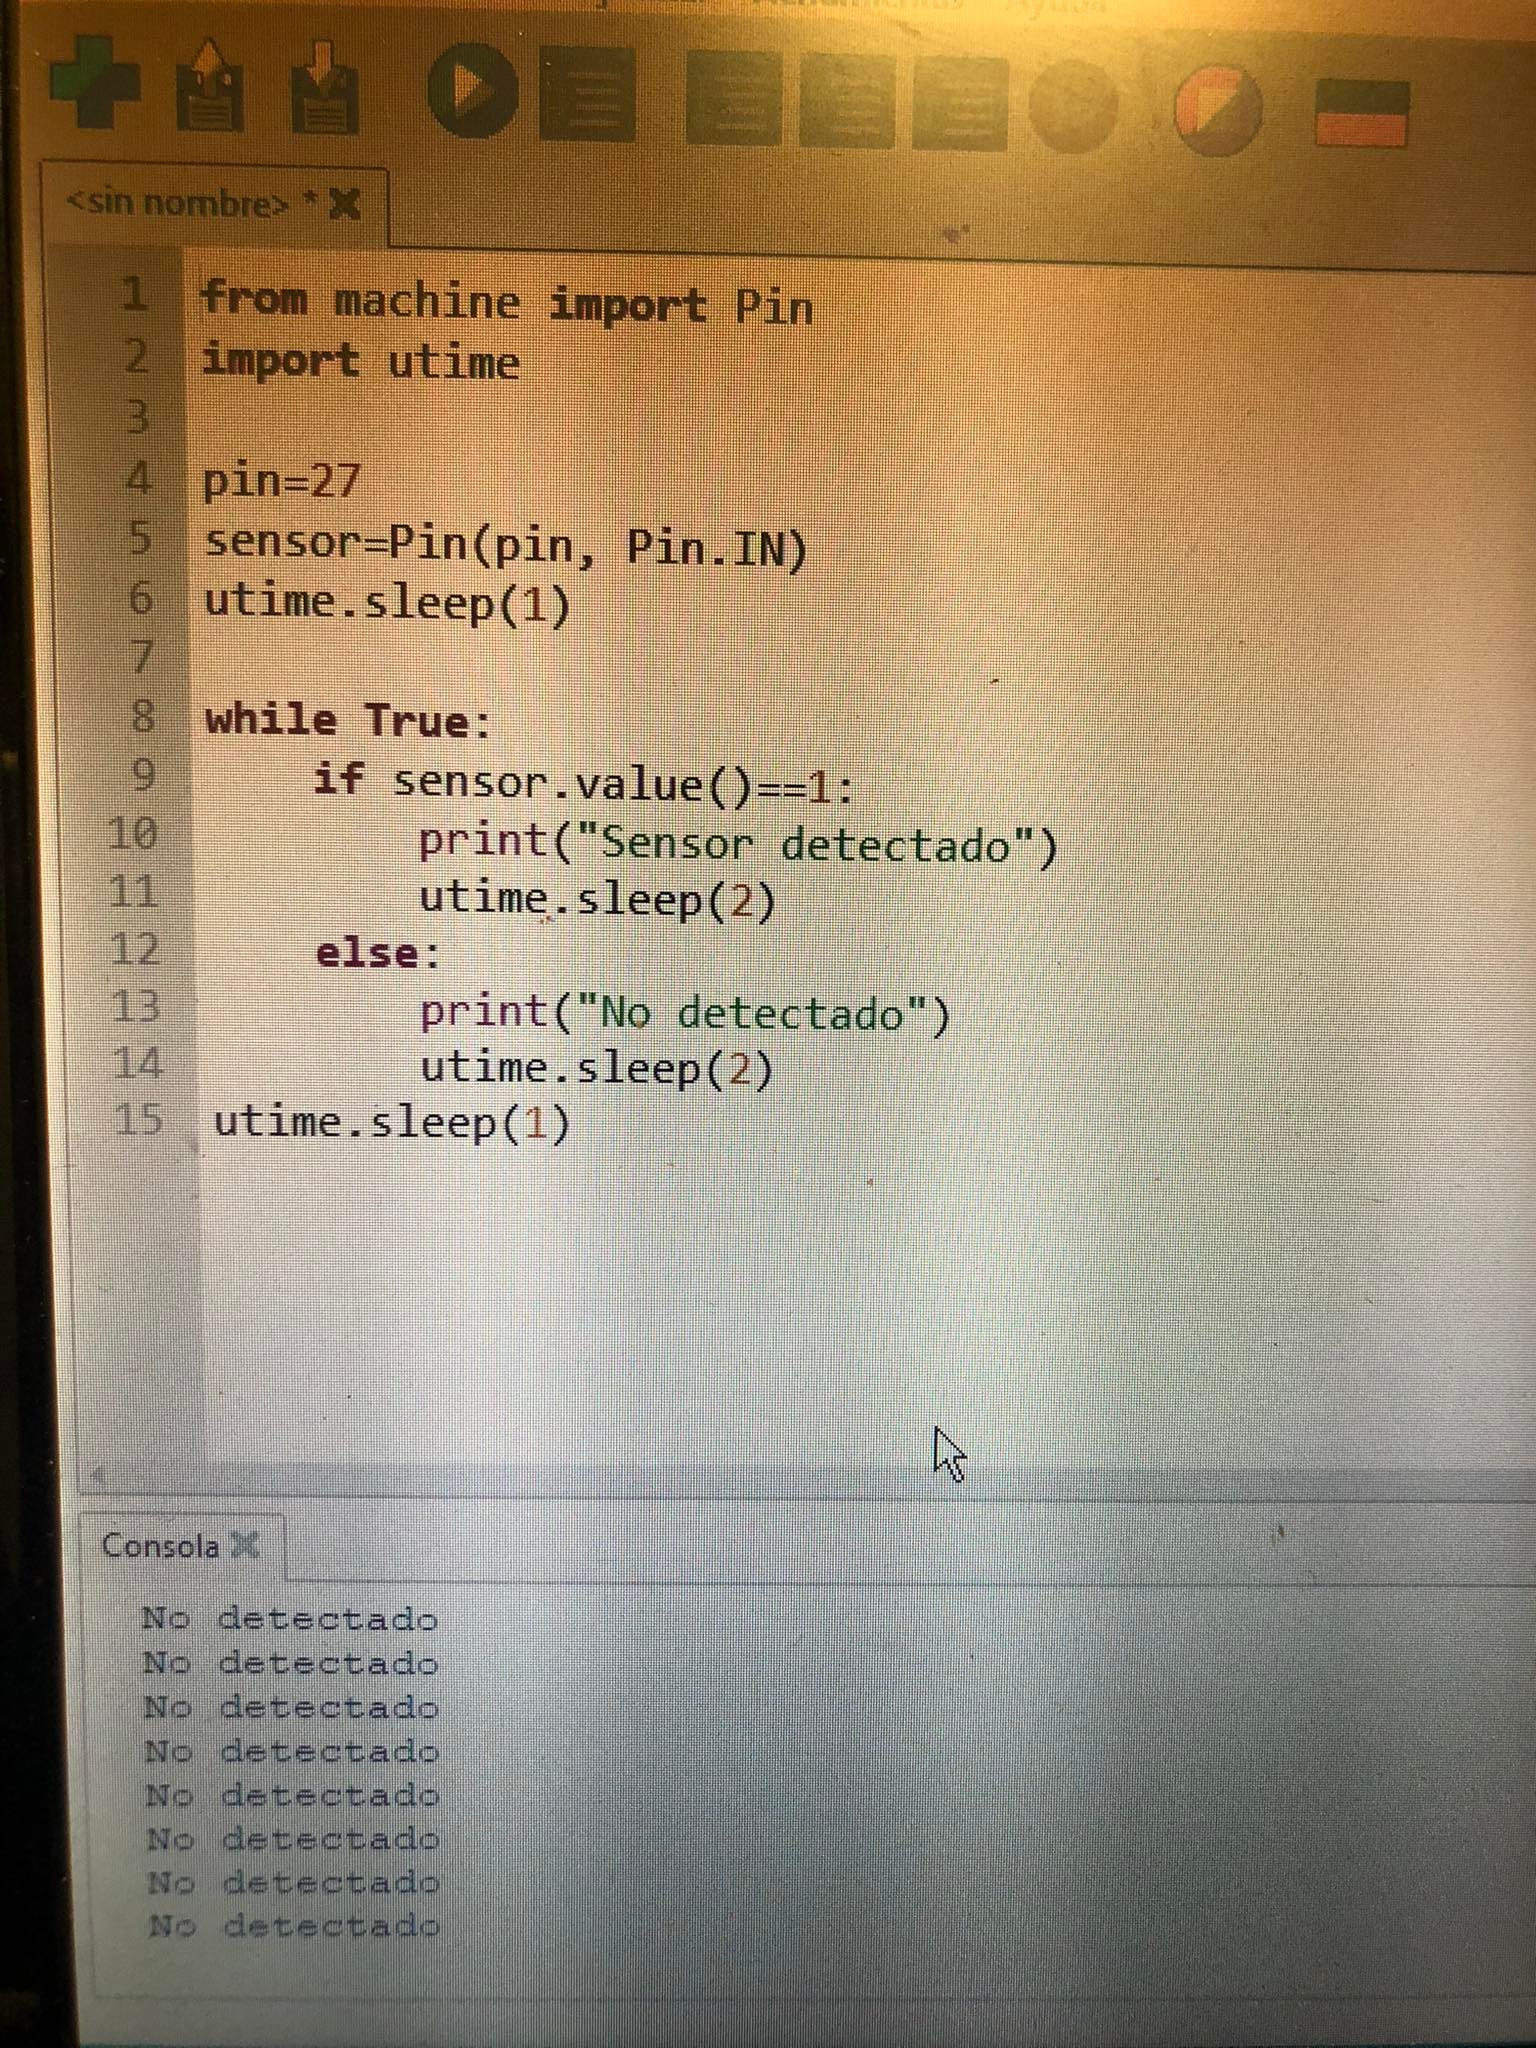 Ayuda
<sin nombre> *
1 from machine import Pin
2 import utime
3
4 pin=27
5 sensor=Pin(pin, Pin.IN)
6 utime.sleep(1)
7
8 while True:
9     if sensor.value()==1:
10         print("Sensor detectado")
11         utime.sleep(2)
12     else:
13         print("No detectado")
14         utime.sleep(2)
15 utime.sleep(1)
Consola
No detectado
No detectado
No detectado
No detectado
No detectado
No detectado
No detectado
No detectado